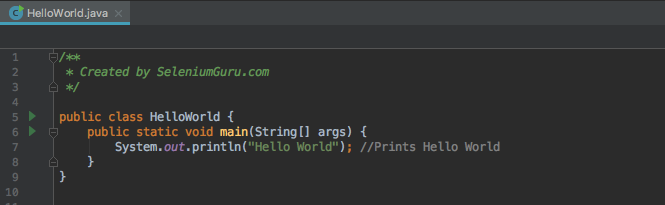 HelloWorld.java
1 /**
2  * Created by SeleniumGuru.com
3  */
4
5 public class HelloWorld {
6     public static void main(String[] args) {
7         System.out.println("Hello World"); //Prints Hello World
8     }
9 }
10